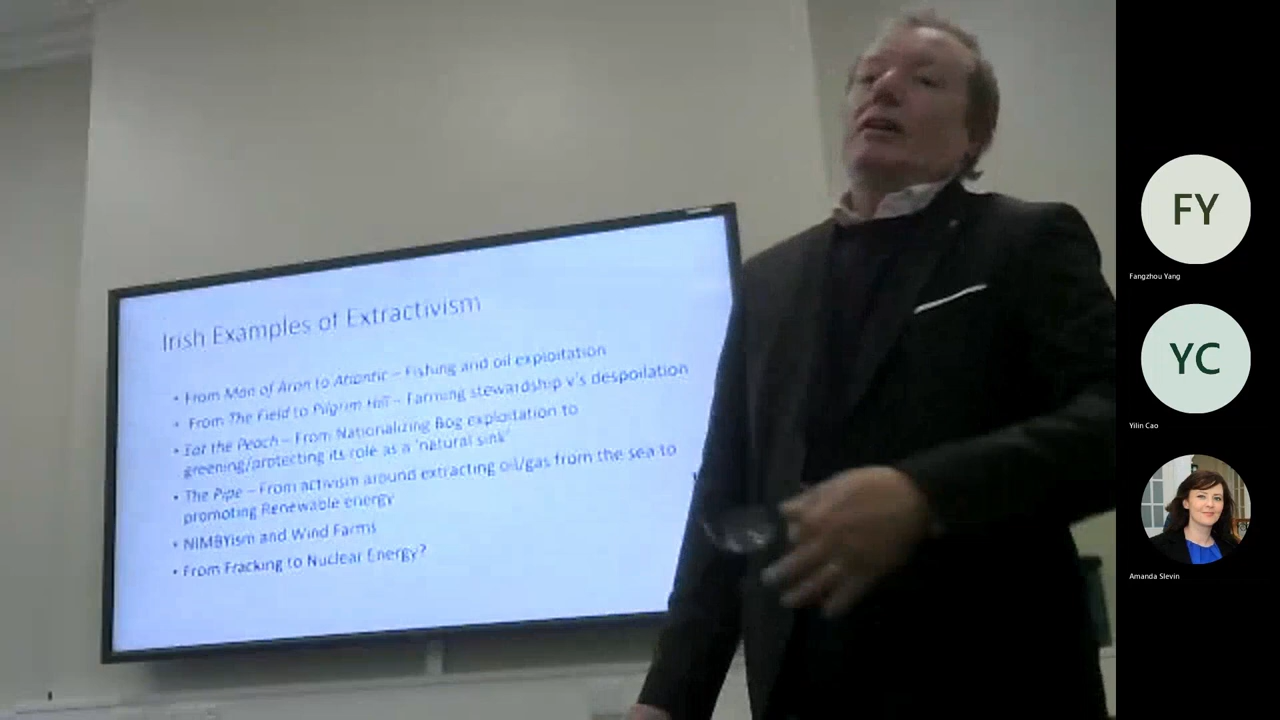 Irish Examples of Extractivism
• From Man of Aran to Atlantic – Fishing and oil exploitation
• From The Field to Pilgrim Hill – Farming stewardship v's despoilation
• Eat the Peach – From Nationalizing Bog exploitation to
greening/protecting its role as a 'natural sink'
• The Pipe – From activism around extracting oil/gas from the sea to
promoting Renewable energy
• NIMBYism and Wind Farms
• From Fracking to Nuclear Energy?
FY
Fangzhou Yang
YC
Yilin Cao
Amanda Slevin